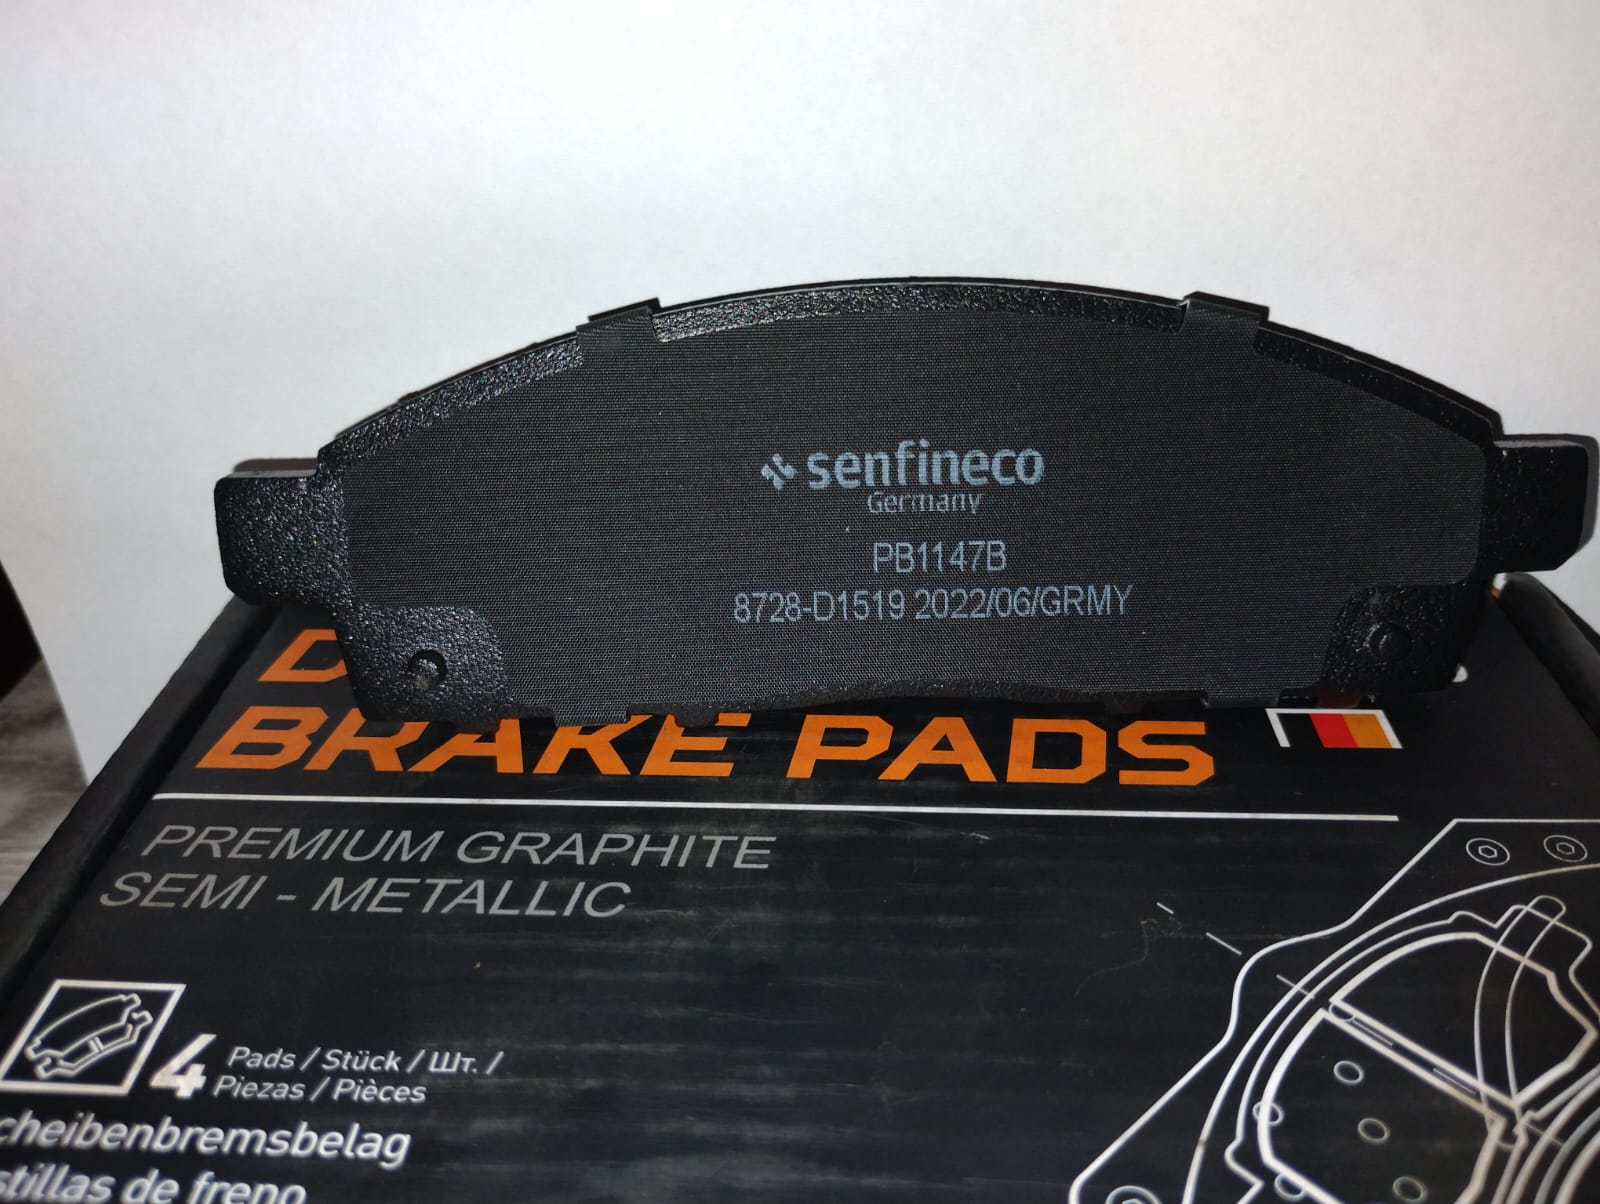 senfineco
Germany
PB1147B
8728-D1519 2022/06/GRMY
BRAKE PADS
PREMIUM GRAPHITE
SEMI - METALLIC
4 Pads / Stück / Шт. /
Piezas / Pièces
cheibenbremsbelag
stillas de freno